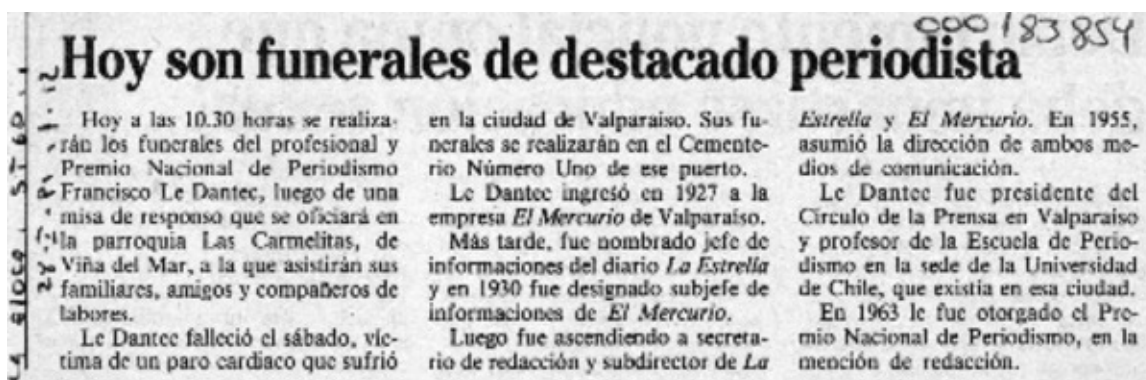 000183854
Hoy son funerales de destacado periodista
Hoy a las 10.30 horas se realiza-
rán los funerales del profesional y
Premio Nacional de Periodismo
Francisco Le Dantec, luego de una
misa de responso que se oficiará en
la parroquia Las Carmelitas, de
Viña del Mar, a la que asistirán sus
familiares, amigos y compañeros de
labores.
Le Dantec falleció el sábado, víc-
tima de un paro cardiaco que sufrió
en la ciudad de Valparaíso. Sus fu-
nerales se realizarán en el Cemente-
rio Número Uno de ese puerto.
Le Dantec ingresó en 1927 a la
empresa El Mercurio de Valparaíso.
Más tarde, fue nombrado jefe de
informaciones del diario La Estrella
y en 1930 fue designado subjefe de
informaciones de El Mercurio.
Luego fue ascendiendo a secreta-
rio de redacción y subdirector de La
Estrella y El Mercurio. En 1955,
asumió la dirección de ambos me-
dios de comunicación.
Le Dantec fue presidente del
Círculo de la Prensa en Valparaíso
y profesor de la Escuela de Perio-
dismo en la sede de la Universidad
de Chile, que existía en esa ciudad.
En 1963 le fue otorgado el Pre-
mio Nacional de Periodismo, en la
mención de redacción.